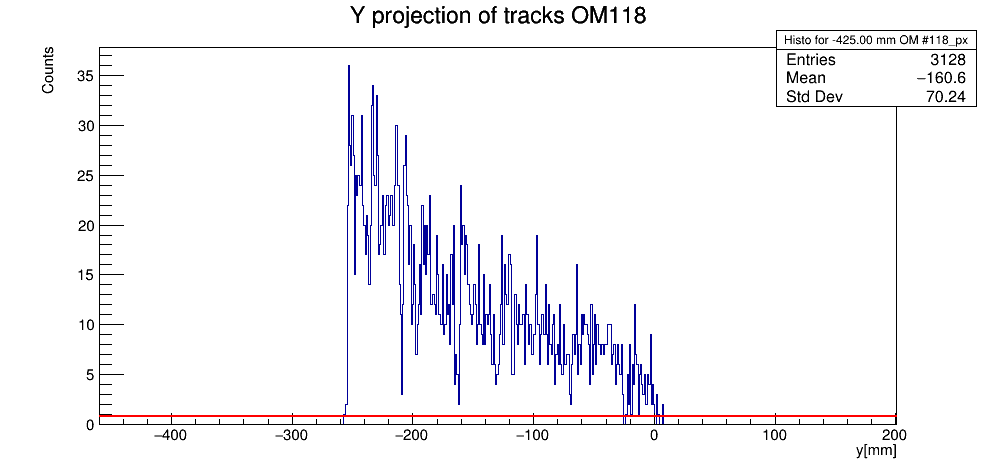 Y projection of tracks OM118
Histo for -425.00 mm OM #118_px
Entries 3128
Mean −160.6
Std Dev 70.24
Counts
35
30
25
20
15
10
5
0
−400 −300 −200 −100 0 100 200
y[mm]